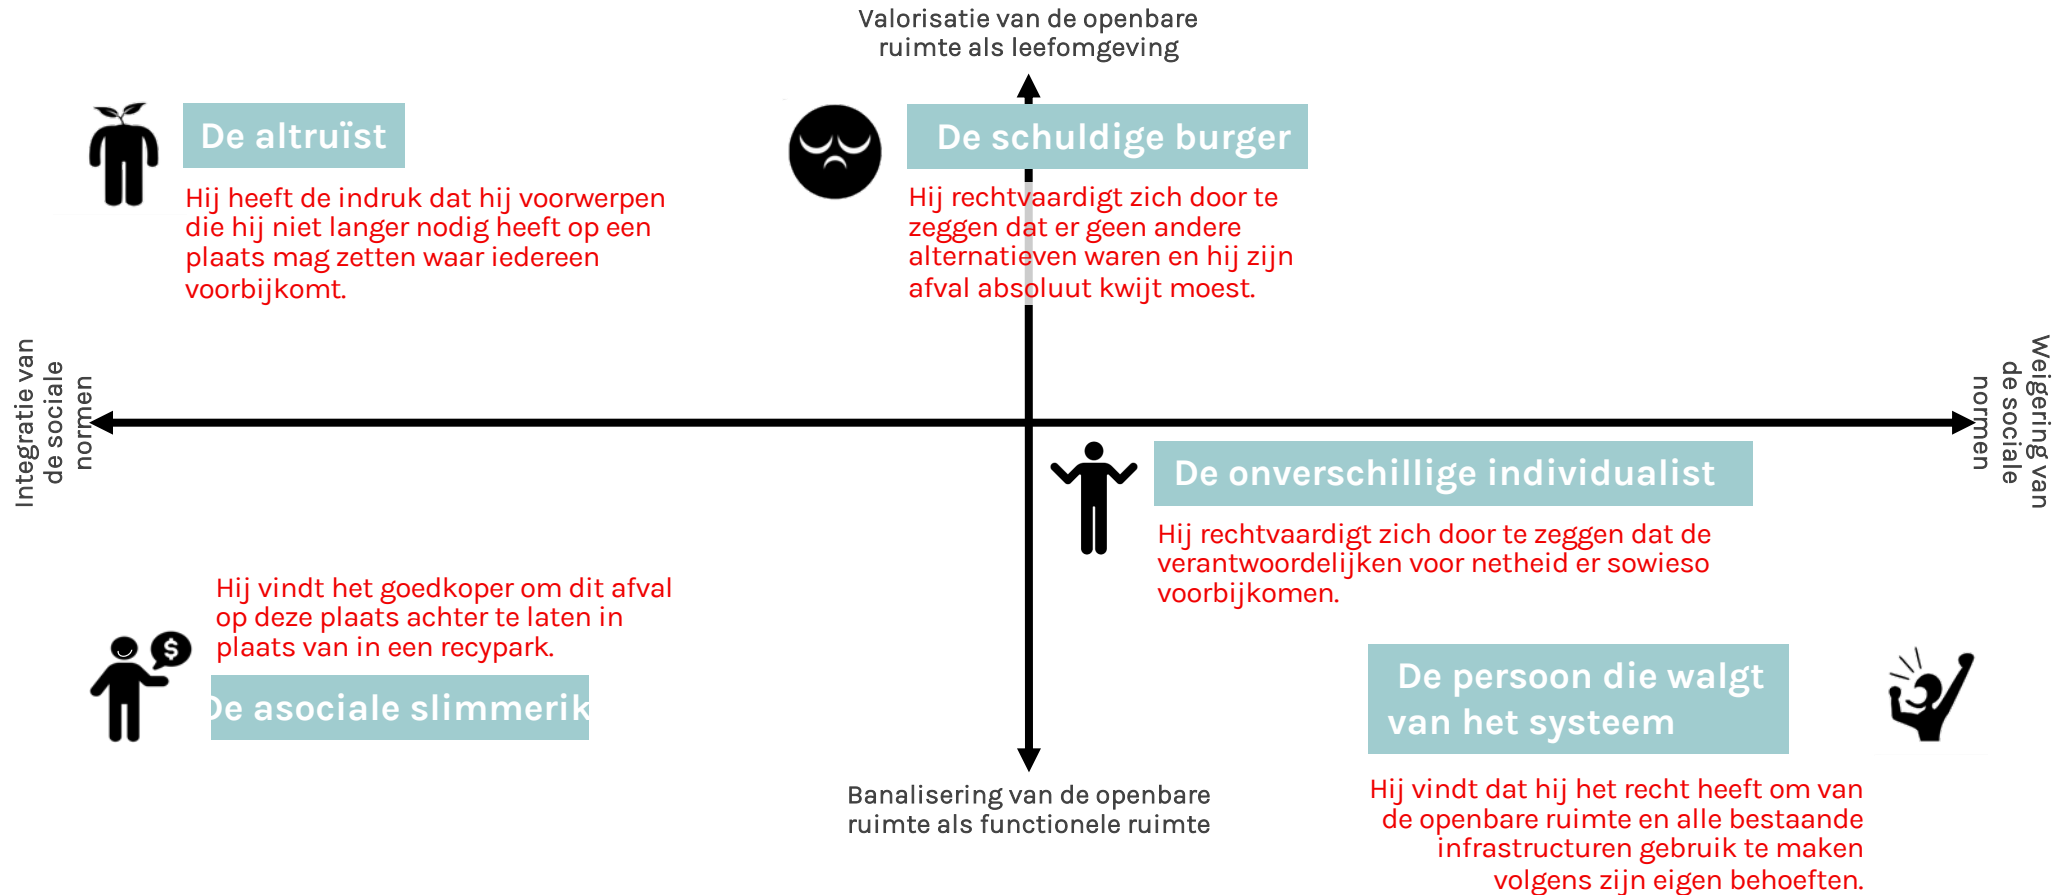 Valorisatie van de openbare
ruimte als leefomgeving
De altruïst
Hij heeft de indruk dat hij voorwerpen
die hij niet langer nodig heeft op een
plaats mag zetten waar iedereen
voorbijkomt.
De schuldige burger
Hij rechtvaardigt zich door te
zeggen dat er geen andere
alternatieven waren en hij zijn
afval absoluut kwijt moest.
Integratie van
de sociale
normen
Weigering van
de sociale
normen
De onverschillige individualist
Hij rechtvaardigt zich door te zeggen dat de
verantwoordelijken voor netheid er sowieso
voorbijkomen.
Hij vindt het goedkoper om dit afval
op deze plaats achter te laten in
plaats van in een recypark.
$
De asociale slimmerik
De persoon die walgt
van het systeem
Hij vindt dat hij het recht heeft om van
de openbare ruimte en alle bestaande
infrastructuren gebruik te maken
volgens zijn eigen behoeften.
Banalisering van de openbare
ruimte als functionele ruimte